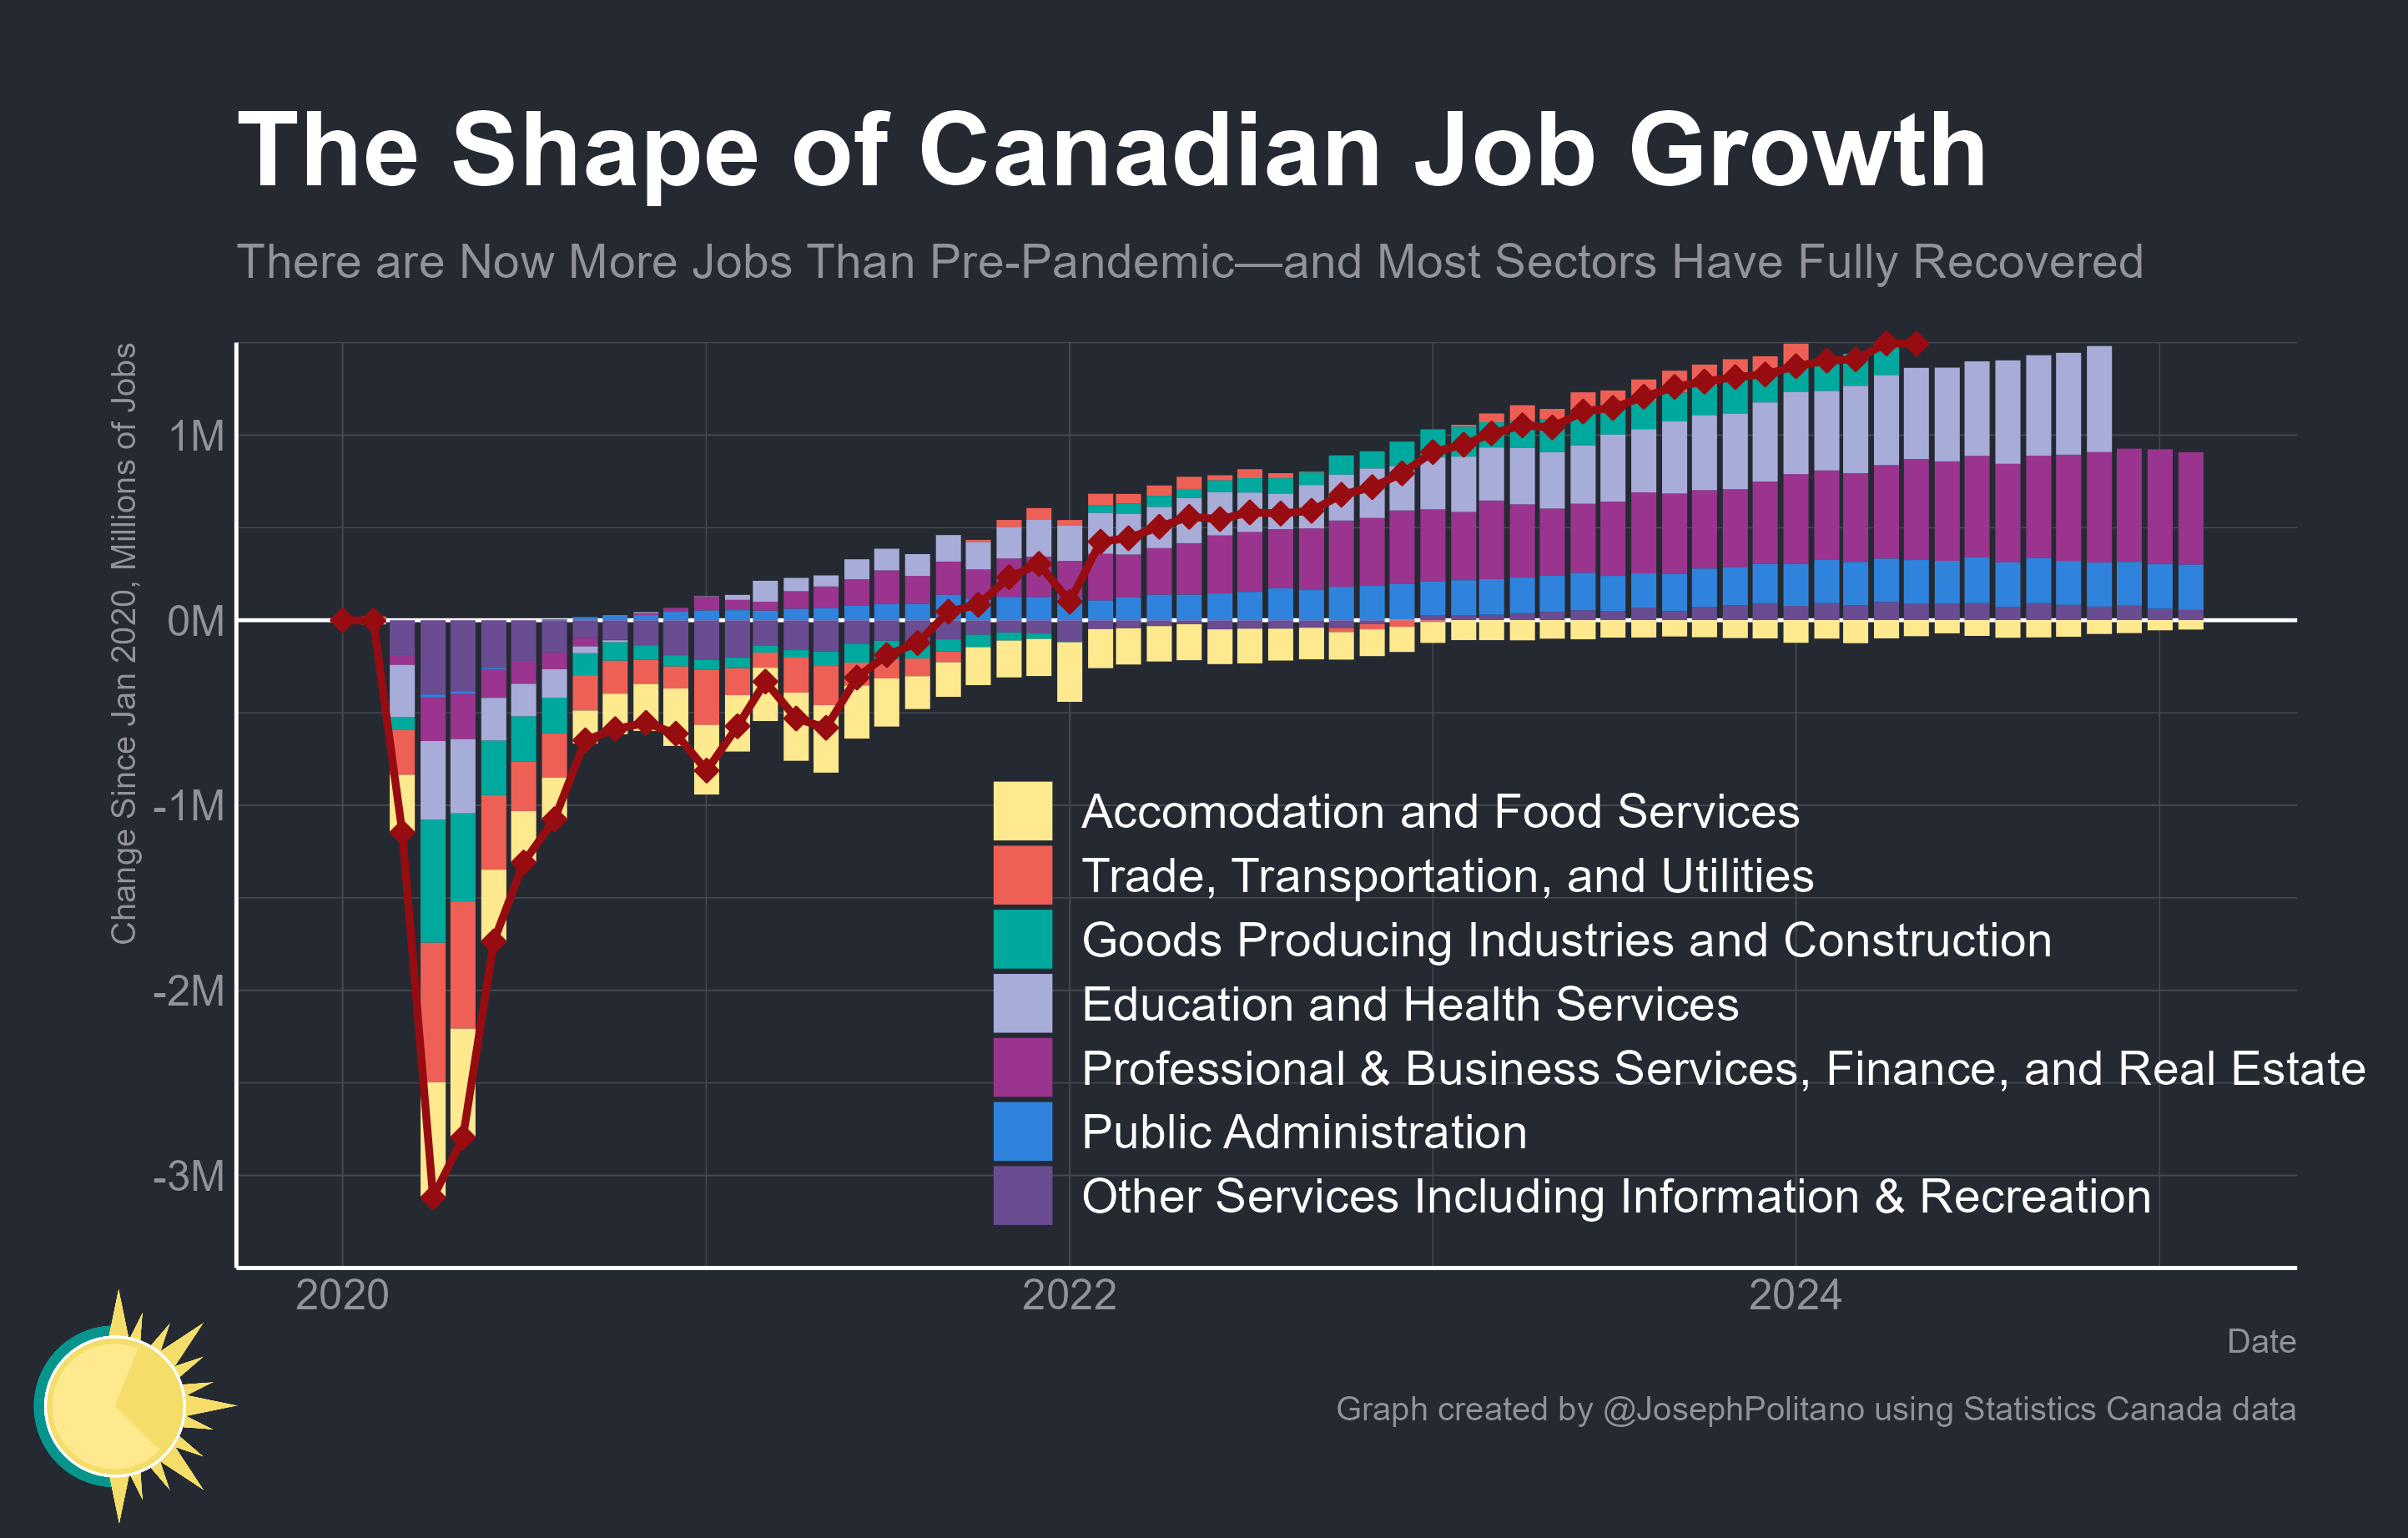 The Shape of Canadian Job Growth
There are Now More Jobs Than Pre-Pandemic—and Most Sectors Have Fully Recovered
Change Since Jan 2020, Millions of Jobs
1M
0M
-1M
-2M
-3M
Accomodation and Food Services
Trade, Transportation, and Utilities
Goods Producing Industries and Construction
Education and Health Services
Professional & Business Services, Finance, and Real Estate
Public Administration
Other Services Including Information & Recreation
2020
2022
2024
Date
Graph created by @JosephPolitano using Statistics Canada data